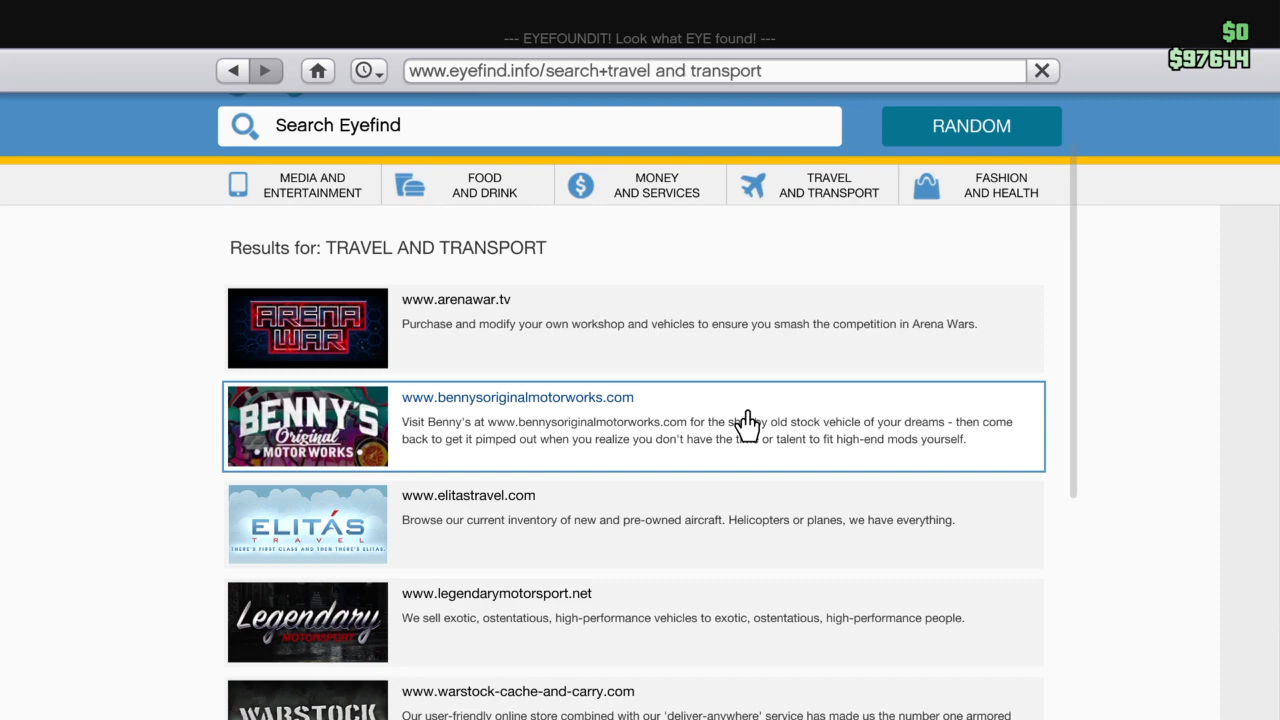 --- EYEFOUNDIT! Look what EYE found! ---
$0
$97644
www.eyefind.info/search+travel and transport
Search Eyefind
RANDOM
MEDIA AND
ENTERTAINMENT
FOOD
AND DRINK
MONEY
AND SERVICES
TRAVEL
AND TRANSPORT
FASHION
AND HEALTH
Results for: TRAVEL AND TRANSPORT
ARENA
WAR
www.arenawar.tv
Purchase and modify your own workshop and vehicles to ensure you smash the competition in Arena Wars.
BENNY'S
Original
MOTOR WORKS
www.bennysoriginalmotorworks.com
Visit Benny's at www.bennysoriginalmotorworks.com for the old stock vehicle of your dreams - then come
back to get it pimped out when you realize you don't have the or talent to fit high-end mods yourself.
ELITÁS
TRAVEL
THERE'S FIRST CLASS AND THEN THERE'S ELITAS.
www.elitastravel.com
Browse our current inventory of new and pre-owned aircraft. Helicopters or planes, we have everything.
Legendary
MOTORSPORT
www.legendarymotorsport.net
We sell exotic, ostentatious, high-performance vehicles to exotic, ostentatious, high-performance people.
WARSTOCK
www.warstock-cache-and-carry.com
Our user-friendly online store combined with our 'deliver-anywhere' service has made us the number one armored